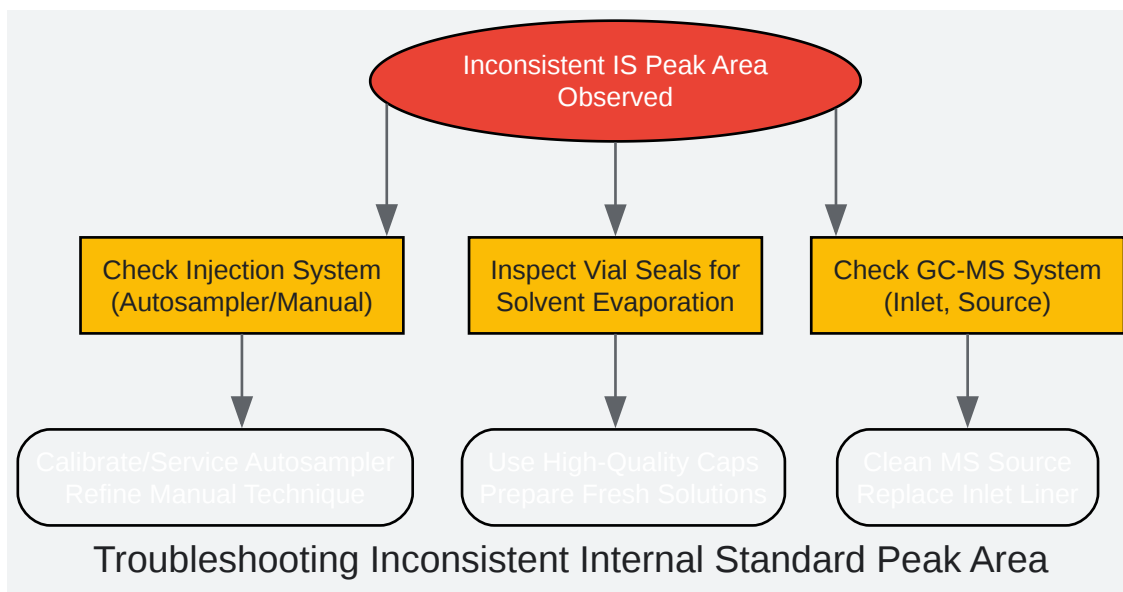 Inconsistent IS Peak Area
Observed
Check Injection System
(Autosampler/Manual)
Inspect Vial Seals for
Solvent Evaporation
Check GC-MS System
(Inlet, Source)
Calibrate/Service Autosampler
Refine Manual Technique
Use High-Quality Caps
Prepare Fresh Solutions
Clean MS Source
Replace Inlet Liner
Troubleshooting Inconsistent Internal Standard Peak Area